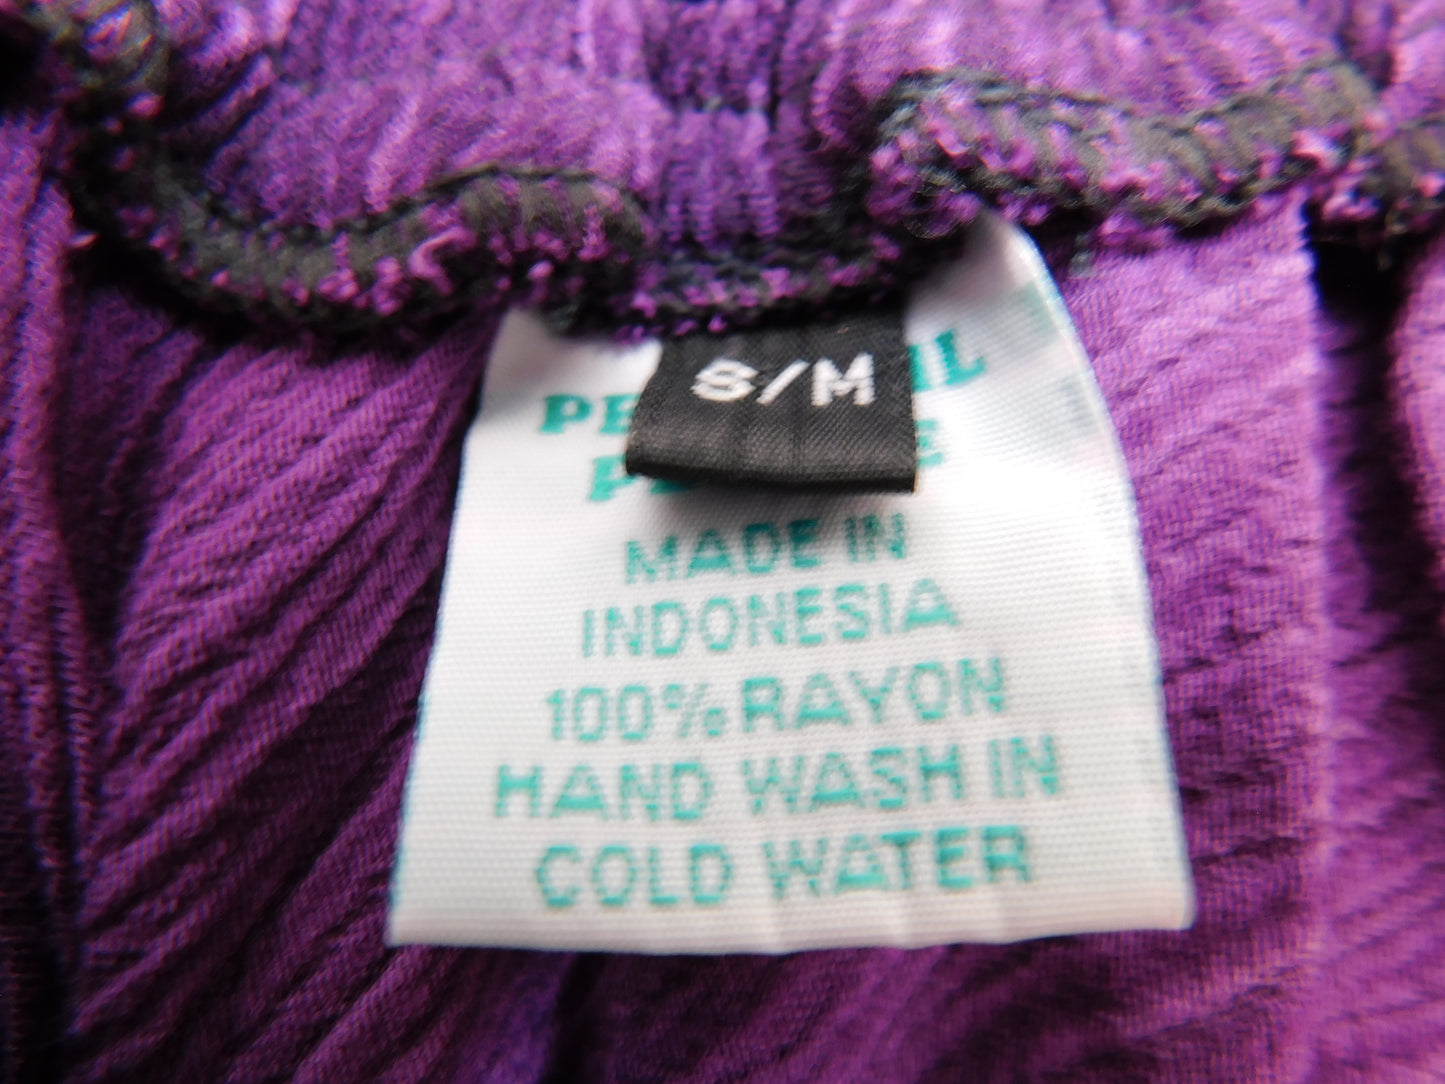 S/M
MADE IN
INDONESIA
100% RAYON
HAND WASH IN
COLD WATER